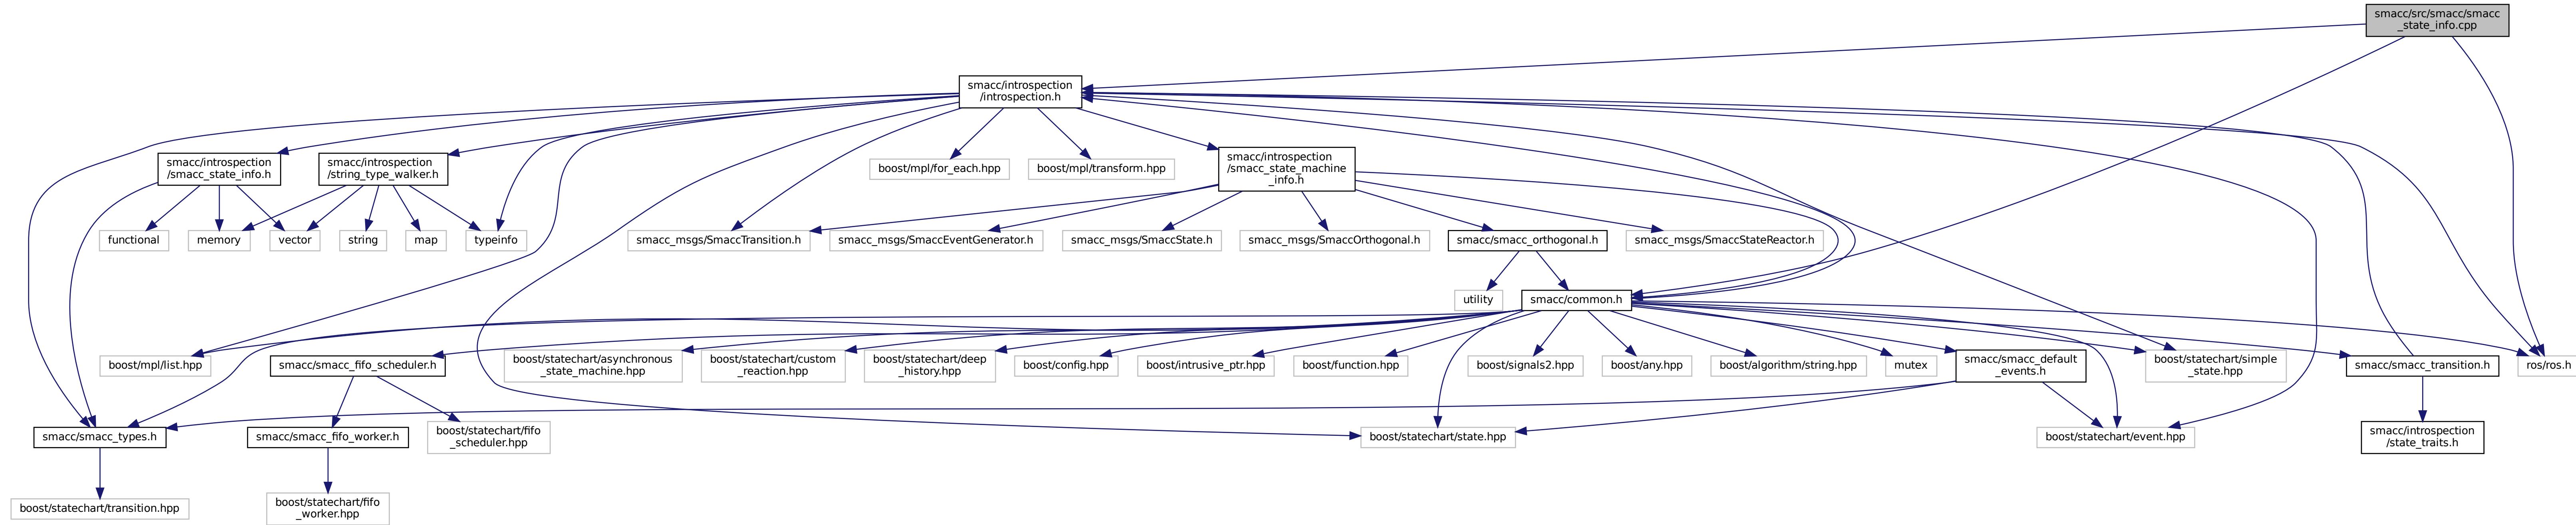 smacc/src/smacc/smacc
_state_info.cpp
smacc/introspection
/introspection.h
smacc/introspection
/smacc_state_info.h
smacc/introspection
/string_type_walker.h
boost/mpl/for_each.hpp
boost/mpl/transform.hpp
smacc/introspection
/smacc_state_machine
_info.h
functional
memory
vector
string
map
typeinfo
smacc_msgs/SmaccTransition.h
smacc_msgs/SmaccEventGenerator.h
smacc_msgs/SmaccState.h
smacc_msgs/SmaccOrthogonal.h
smacc/smacc_orthogonal.h
smacc_msgs/SmaccStateReactor.h
utility
smacc/common.h
boost/mpl/list.hpp
smacc/smacc_fifo_scheduler.h
boost/statechart/asynchronous
_state_machine.hpp
boost/statechart/custom
_reaction.hpp
boost/statechart/deep
_history.hpp
boost/config.hpp
boost/intrusive_ptr.hpp
boost/function.hpp
boost/signals2.hpp
boost/any.hpp
boost/algorithm/string.hpp
mutex
smacc/smacc_default
_events.h
boost/statechart/simple
_state.hpp
smacc/smacc_transition.h
ros/ros.h
smacc/smacc_types.h
smacc/smacc_fifo_worker.h
boost/statechart/fifo
_scheduler.hpp
boost/statechart/state.hpp
boost/statechart/event.hpp
smacc/introspection
/state_traits.h
boost/statechart/transition.hpp
boost/statechart/fifo
_worker.hpp